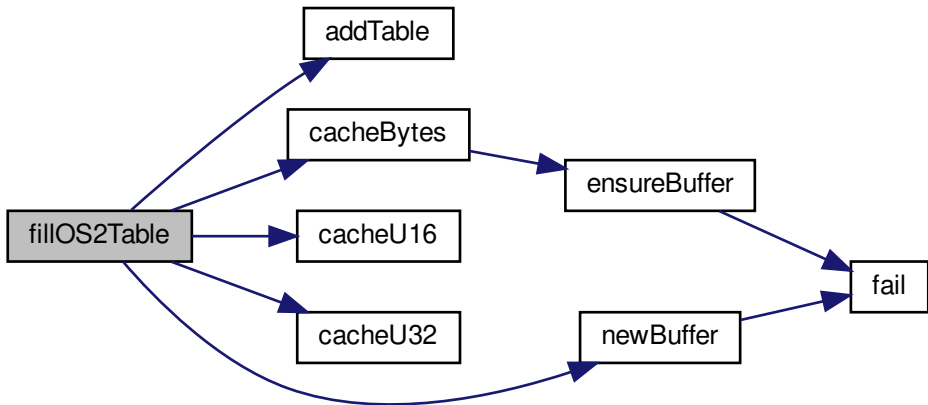 addTable
cacheBytes
ensureBuffer
fillOS2Table
cacheU16
fail
cacheU32
newBuffer